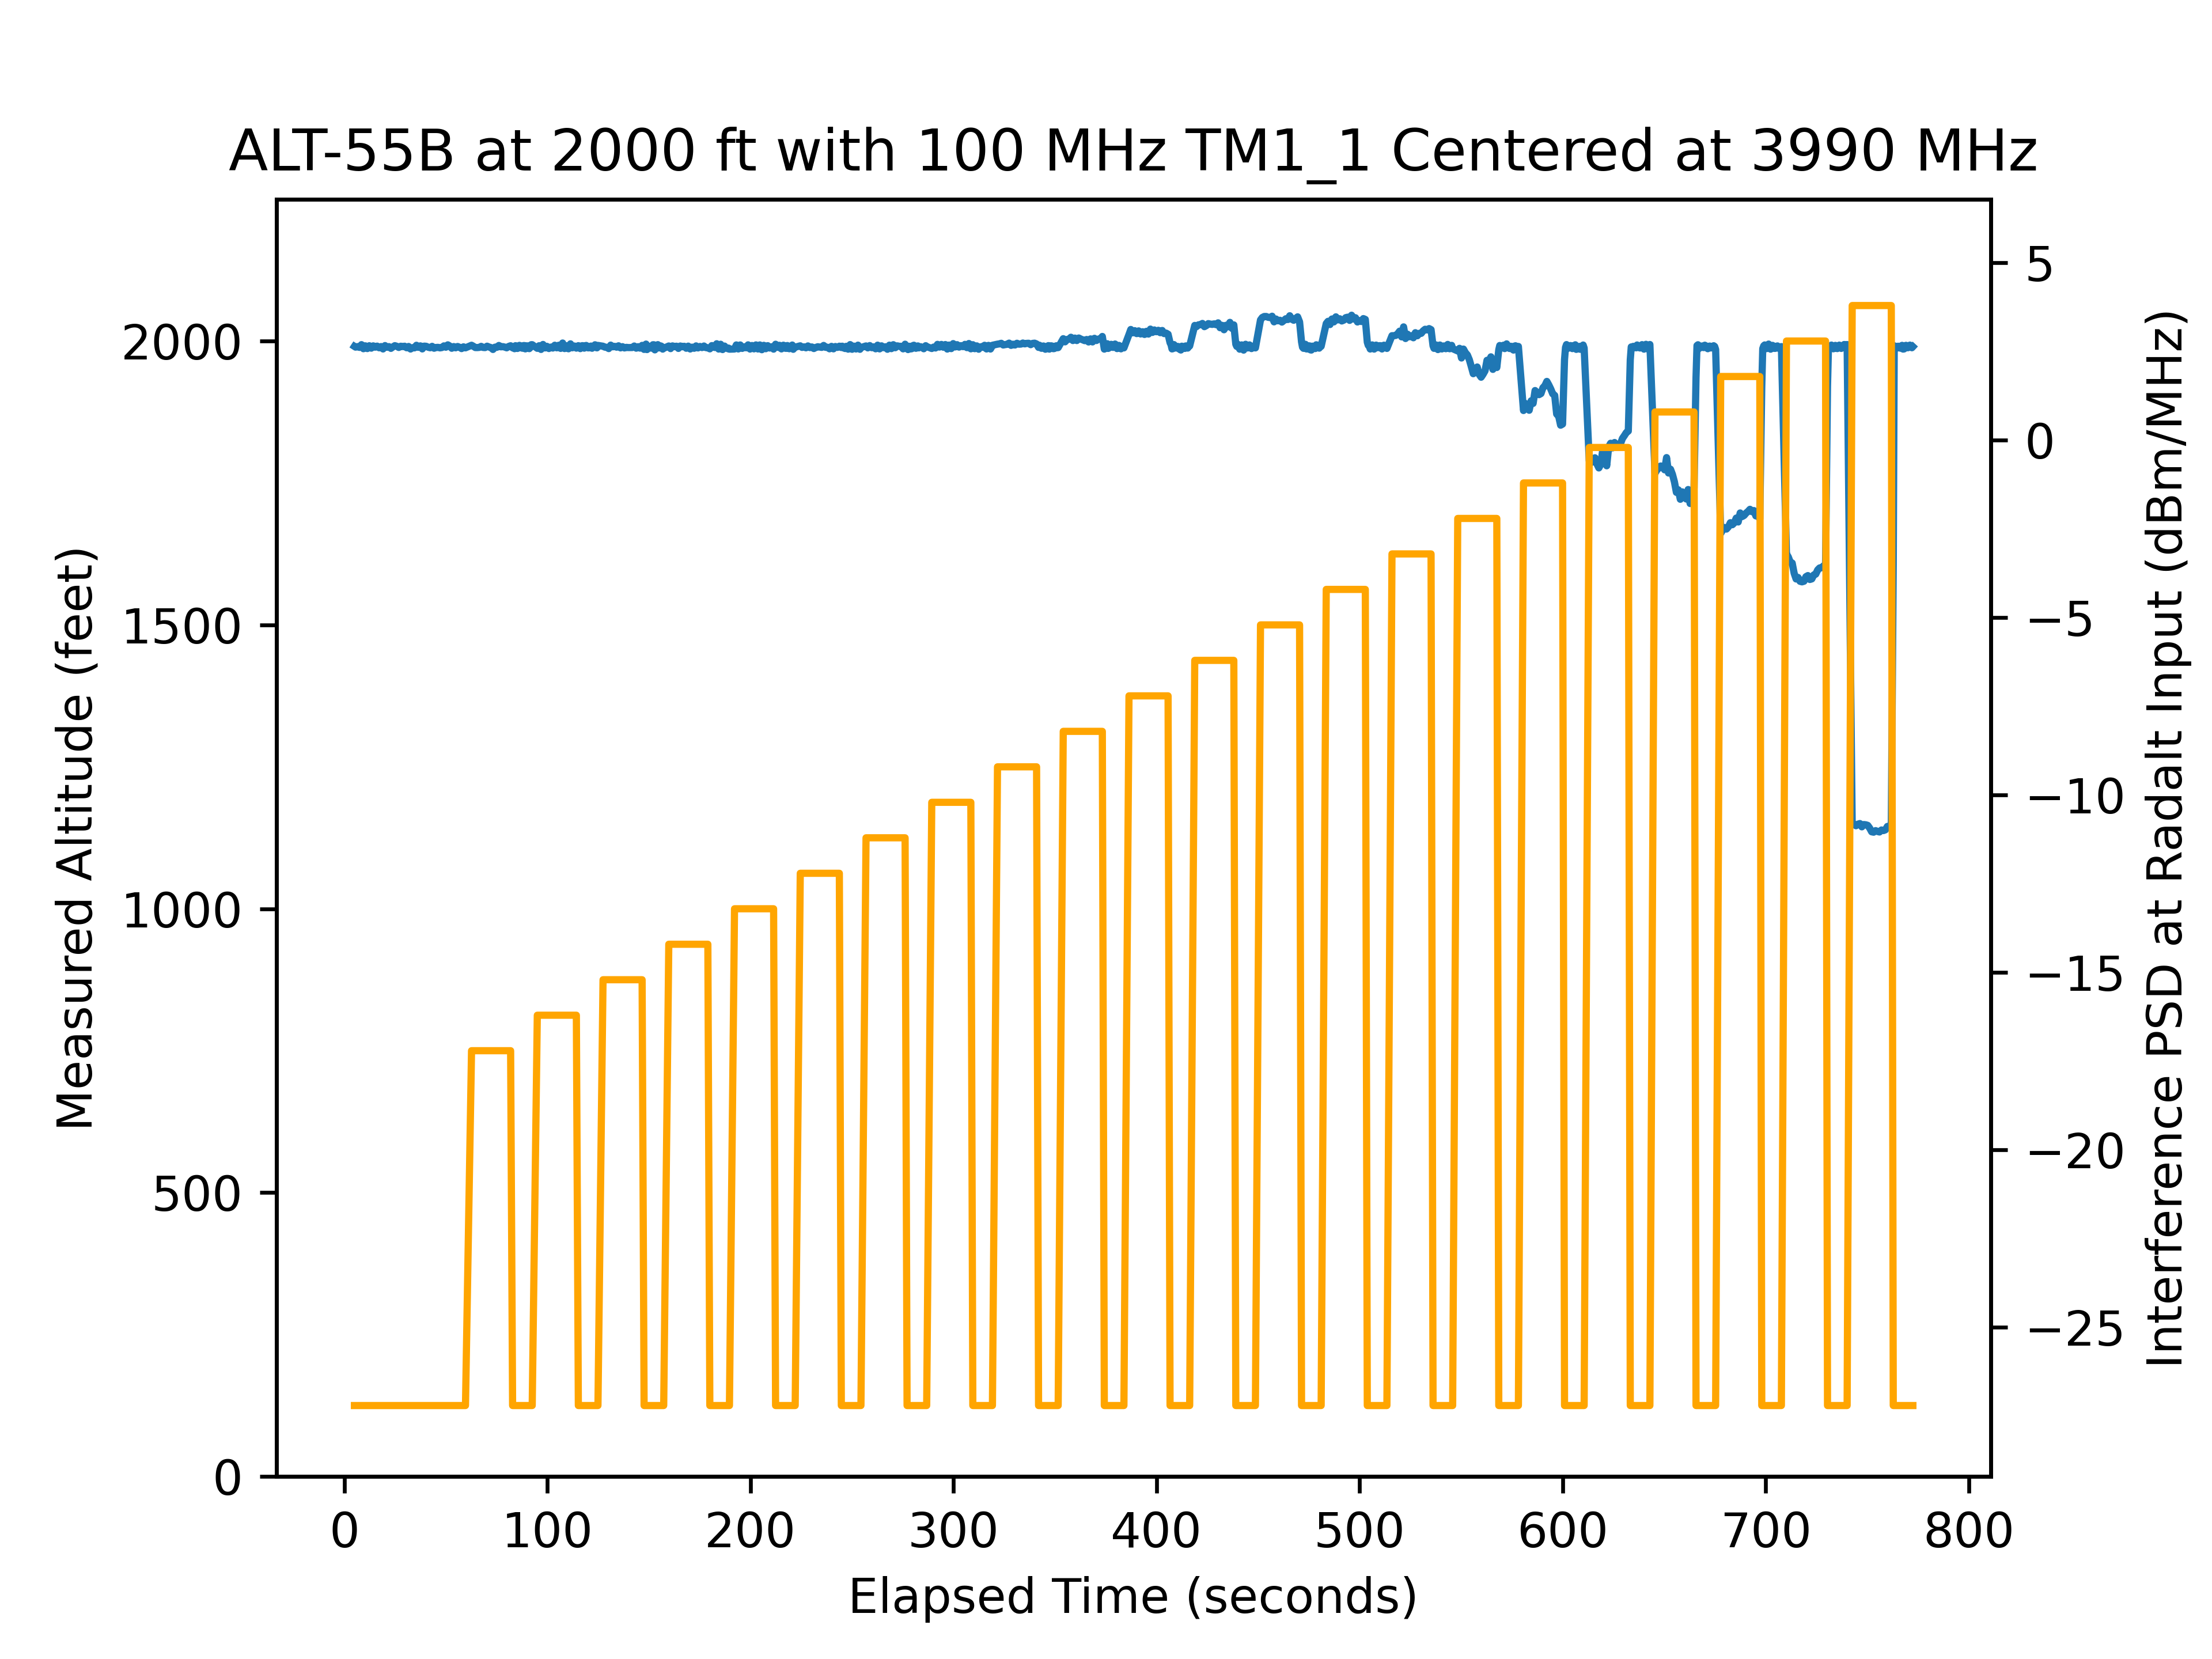 ALT-55B at 2000 ft with 100 MHz TM1_1 Centered at 3990 MHz
Measured Altitude (feet)
2000
1500
1000
500
0
0 100 200 300 400 500 600 700 800
Elapsed Time (seconds)
5
0
−5
−10
−15
−20
−25
Interference PSD at Radalt Input (dBm/MHz)